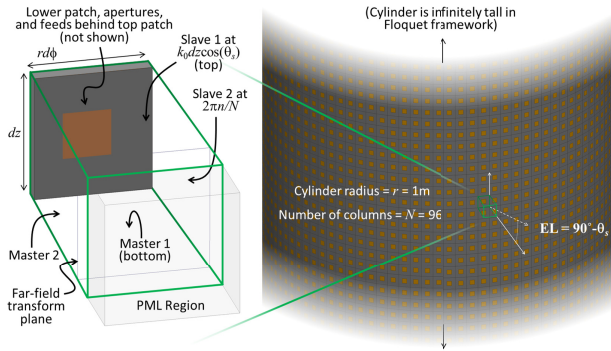 Lower patch, apertures,
and feeds behind top patch
(not shown)
Slave 1 at
k₀dzcos(θₛ)
(top)
rdϕ
Slave 2 at
2πn/N
dz
Master 2
Master 1
(bottom)
Far-field
transform
plane
PML Region
(Cylinder is infinitely tall in
Floquet framework)
Cylinder radius = r = 1m
Number of columns = N = 96
EL = 90°-θₛ